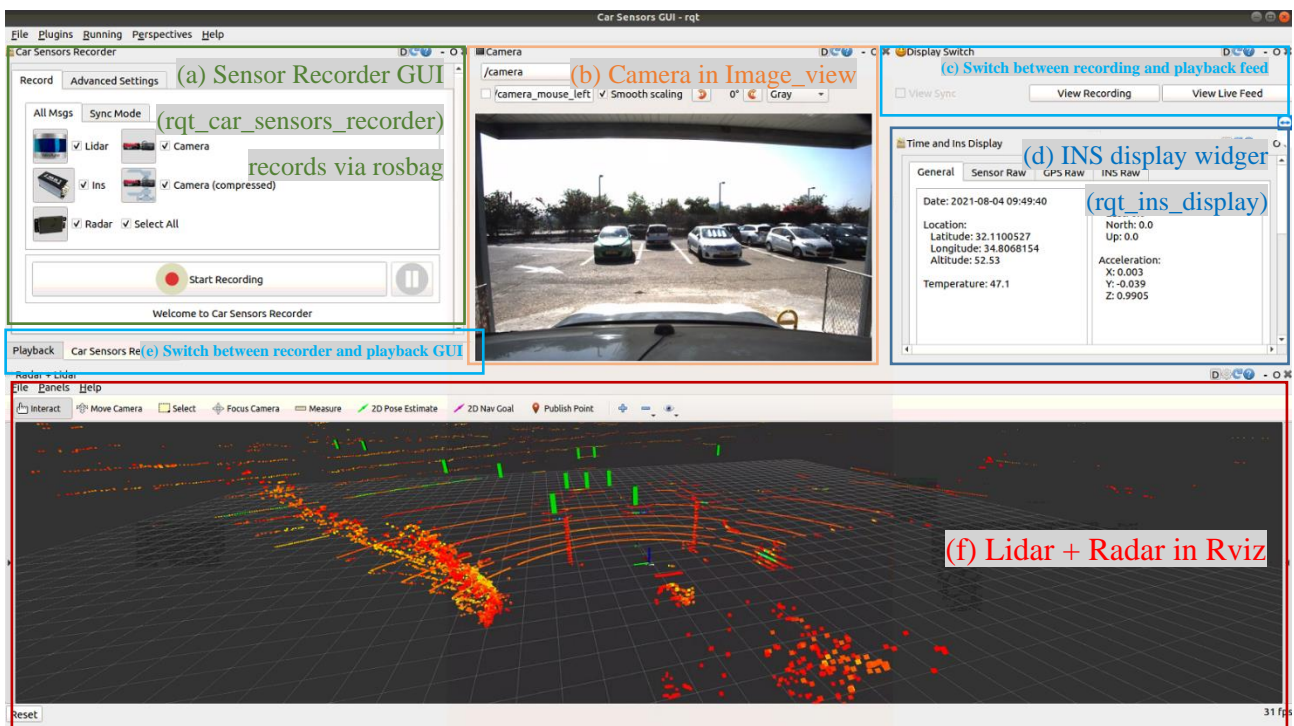 Car Sensors GUI - rqt
File Plugins Running Perspectives Help
Car Sensors Recorder
D
- O
Record Advanced Settings
(a) Sensor Recorder GUI
All Msgs Sync Mode
(rqt_car_sensors_recorder)
records via rosbag
Lidar Camera
Ins Camera (compressed)
Radar Select All
Start Recording
Welcome to Car Sensors Recorder
Playback Car Sensors Re
(e) Switch between recorder and playback GUI
Camera
D
/camera
(b) Camera in Image_view
/camera_mouse_left Smooth scaling 0° Gray
Display Switch
D
- O
(c) Switch between recording and playback feed
View Sync View Recording View Live Feed
Time and Ins Display
(d) INS display widger
General Sensor Raw GPS Raw INS Raw
(rqt_ins_display)
Date: 2021-08-04 09:49:40
Location:
Latitude: 32.1100527
Longitude: 34.8068154
Altitude: 52.53
Temperature: 47.1
North: 0.0
Up: 0.0
Acceleration:
X: 0.003
Y: -0.039
Z: 0.9905
Radar + Lidar
D
- O
File Panels Help
Interact Move Camera Select Focus Camera Measure 2D Pose Estimate 2D Nav Goal Publish Point
(f) Lidar + Radar in Rviz
Reset
31 fps